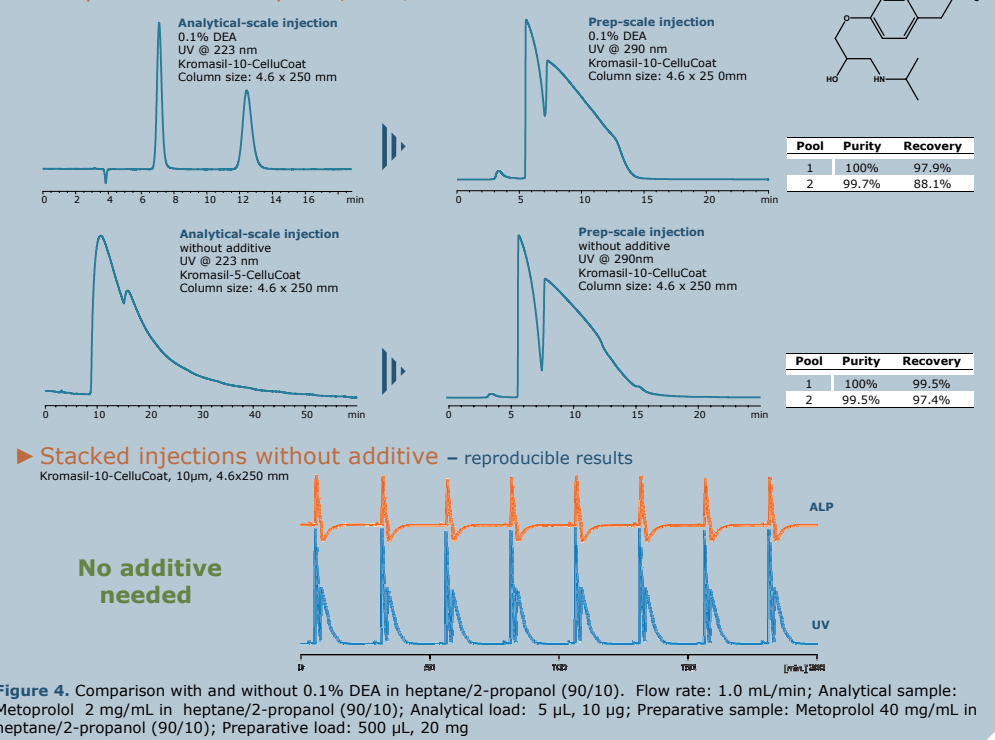 Analytical-scale injection
0.1% DEA
UV @ 223 nm
Kromasil-10-CelluCoat
Column size: 4.6 x 250 mm
0 2 4 6 8 10 12 14 16 min
Prep-scale injection
0.1% DEA
UV @ 290 nm
Kromasil-10-CelluCoat
Column size: 4.6 x 25 0mm
0 5 10 15 20 min
O
HO
HN
Pool Purity Recovery
1 100% 97.9%
2 99.7% 88.1%
Analytical-scale injection
without additive
UV @ 223 nm
Kromasil-5-CelluCoat
Column size: 4.6 x 250 mm
0 10 20 30 40 50 min
Prep-scale injection
without additive
UV @ 290nm
Kromasil-10-CelluCoat
Column size: 4.6 x 250 mm
0 5 10 15 20 min
Pool Purity Recovery
1 100% 99.5%
2 99.5% 97.4%
► Stacked injections without additive – reproducible results
Kromasil-10-CelluCoat, 10µm, 4.6x250 mm
ALP
No additive
needed
UV
Figure 4. Comparison with and without 0.1% DEA in heptane/2-propanol (90/10). Flow rate: 1.0 mL/min; Analytical sample:
Metoprolol 2 mg/mL in heptane/2-propanol (90/10); Analytical load: 5 µL, 10 µg; Preparative sample: Metoprolol 40 mg/mL in
heptane/2-propanol (90/10); Preparative load: 500 µL, 20 mg